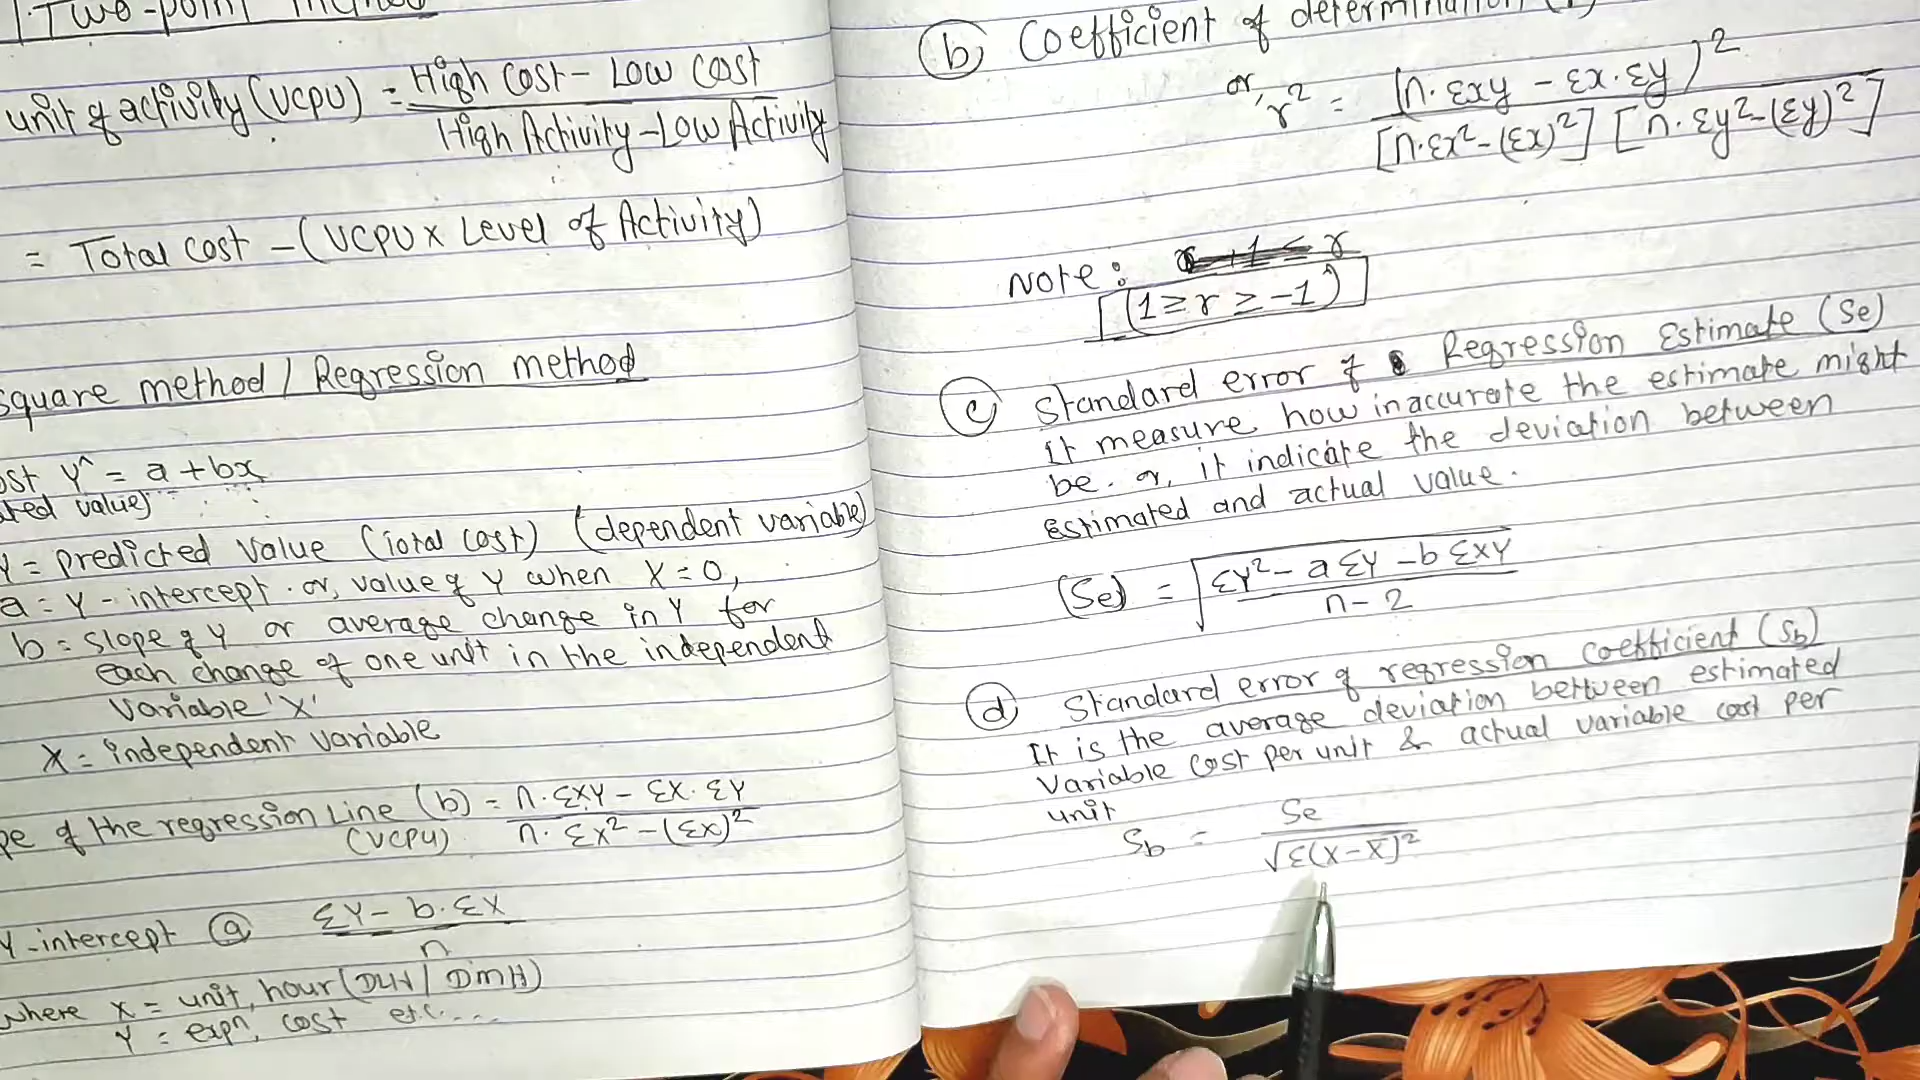 1. Two-point method
unit of activity (VCPU) = High Cost - Low Cost
High Activity - Low Activity
= Total Cost - (VCPU x Level of Activity)
square method / Regression method
ost Y^ = a + bx
ated values)
Y = Predicted Value (Total cost) (dependent variable)
a = Y-intercept. or, value of Y when X = 0,
b = slope of Y or average change in Y for
each change of one unit in the independent
variable 'X'
X = independent variable
pe of the regression Line (b) = n.Σxy - Σx.ΣY
(VCPU) n.Σx² - (Σx)²
Y-intercept (a) ΣY - b.ΣX
n
where X = unit, hour (DLH / DMH)
Y = expⁿ, cost etc....
(b) Coefficient of determination
or, r² = (n.Σxy - Σx.Σy)²
[n.Σx² - (Σx)²] [n.Σy² - (Σy)²]
Note: r
(1 ≥ r ≥ -1)
(c) Standard error of Regression Estimate (Se)
it measure how inaccurate the estimate might
be. or, it indicate the deviation between
Estimated and actual value.
(Se) = √ΣY² - aΣY - bΣXY
n - 2
(d) Standard error of regression coefficient (Sb)
It is the average deviation between estimated
Variable Cost per unit & actual variable cost per
unit
Sb = Se
√Σ(X - X̄)²